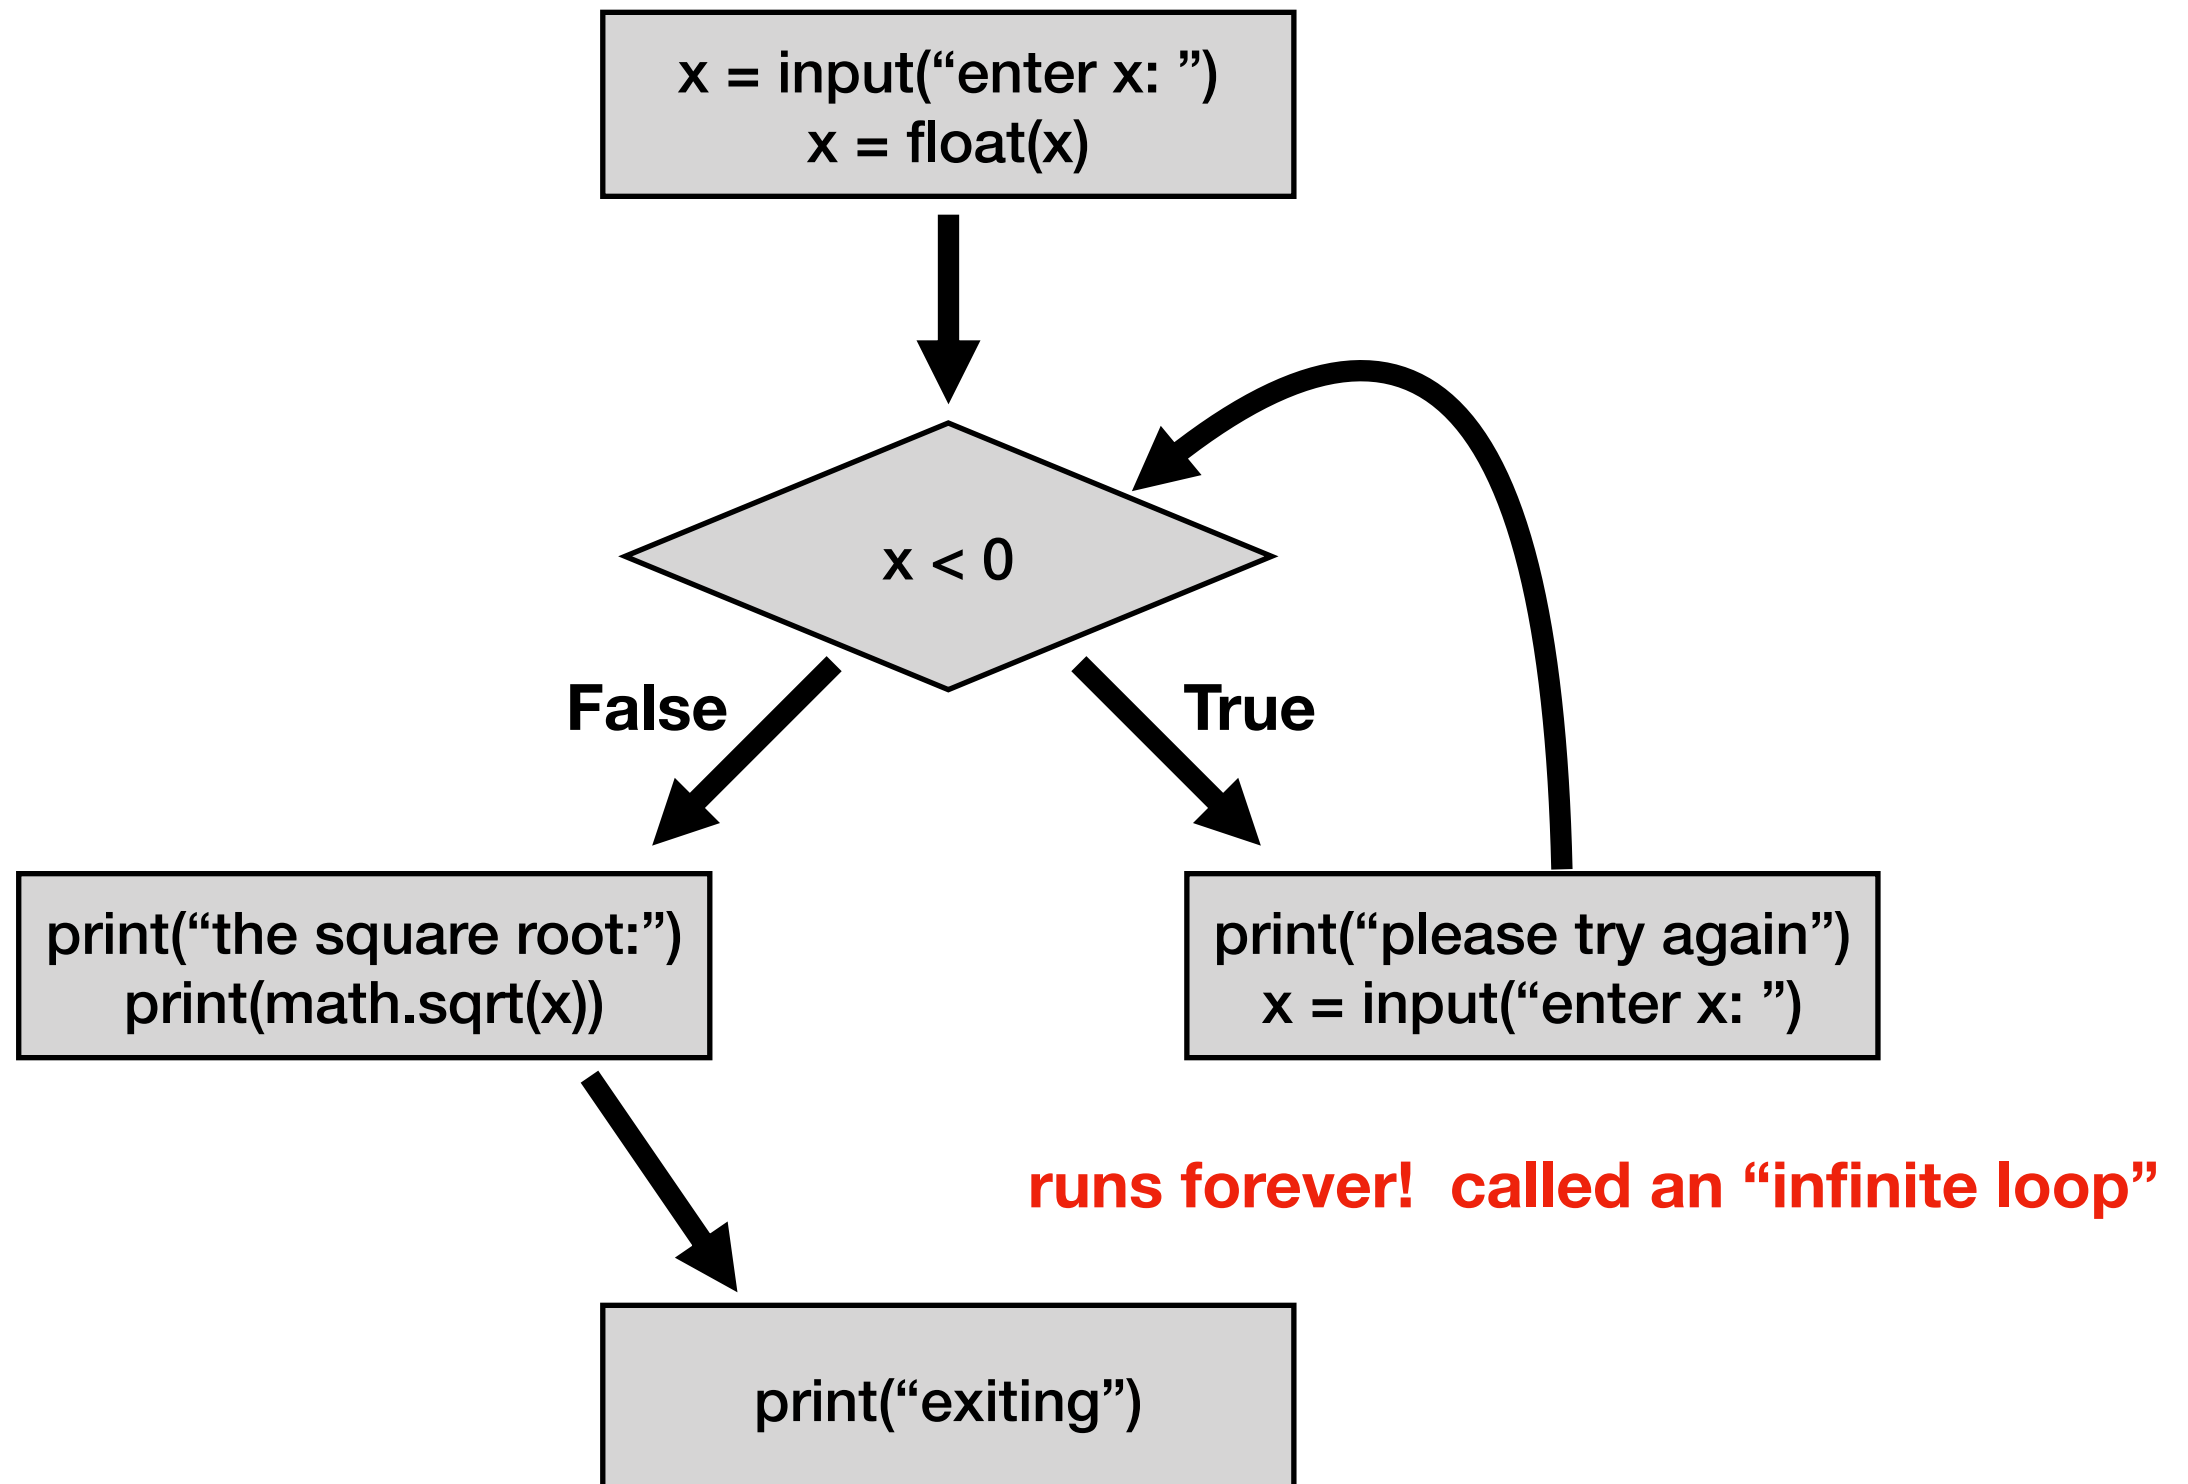 x = input(“enter x: ”)
x = float(x)
x < 0
False
True
print(“the square root:”)
print(math.sqrt(x))
print(“please try again”)
x = input(“enter x: ”)
runs forever!  called an “infinite loop”
print(“exiting”)